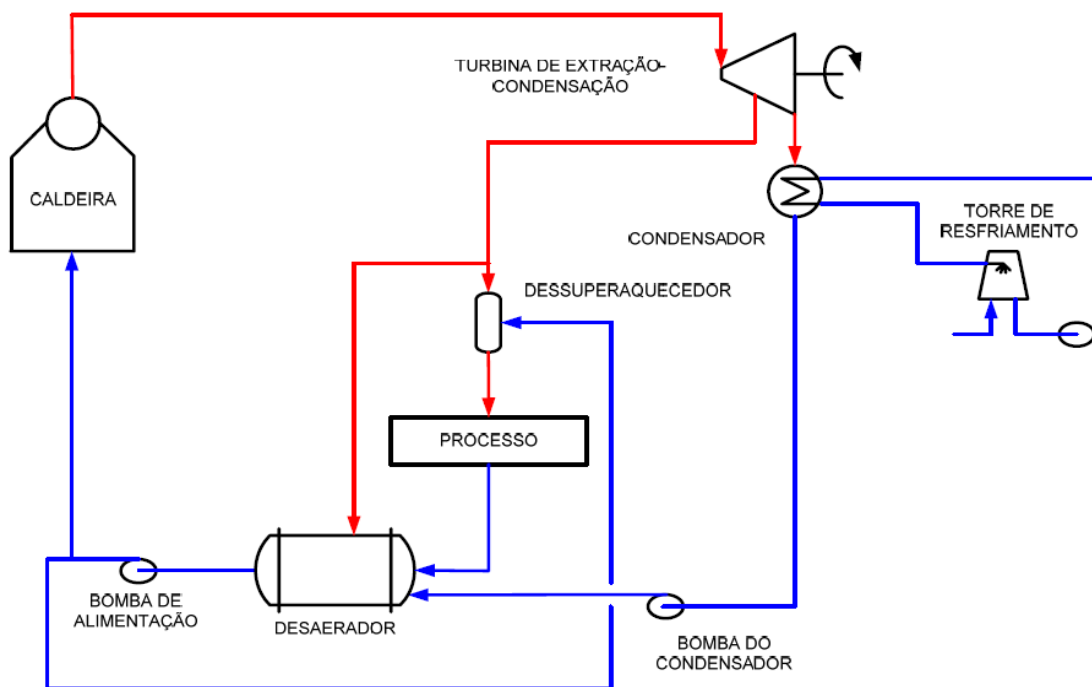 TURBINA DE EXTRAÇÃO-
CONDENSAÇÃO
CALDEIRA
CONDENSADOR
TORRE DE
RESFRIAMENTO
DESSUPERAQUECEDOR
PROCESSO
BOMBA DE
ALIMENTAÇÃO
DESAERADOR
BOMBA DO
CONDENSADOR